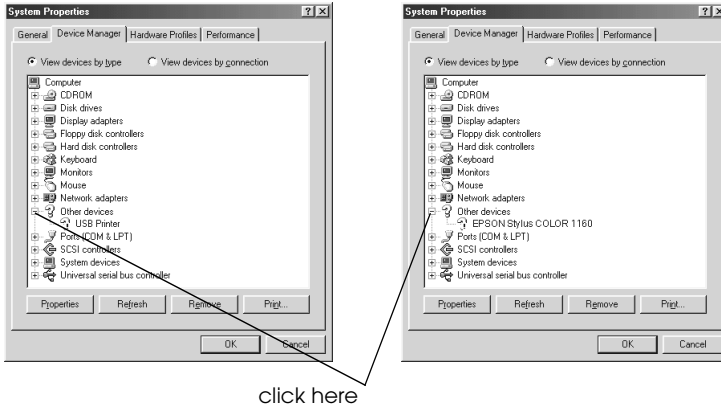 System Properties
General Device Manager Hardware Profiles Performance
View devices by type View devices by connection
Computer
CDROM
Disk drives
Display adapters
Floppy disk controllers
Hard disk controllers
Keyboard
Monitors
Mouse
Network adapters
Other devices
USB Printer
Ports (COM & LPT)
SCSI controllers
System devices
Universal serial bus controller
Properties Refresh Remove Print...
OK Cancel
System Properties
General Device Manager Hardware Profiles Performance
View devices by type View devices by connection
Computer
CDROM
Disk drives
Display adapters
Floppy disk controllers
Hard disk controllers
Keyboard
Monitors
Mouse
Network adapters
Other devices
EPSON Stylus COLOR 1160
Ports (COM & LPT)
SCSI controllers
System devices
Universal serial bus controller
Properties Refresh Remove Print...
OK Cancel
click here